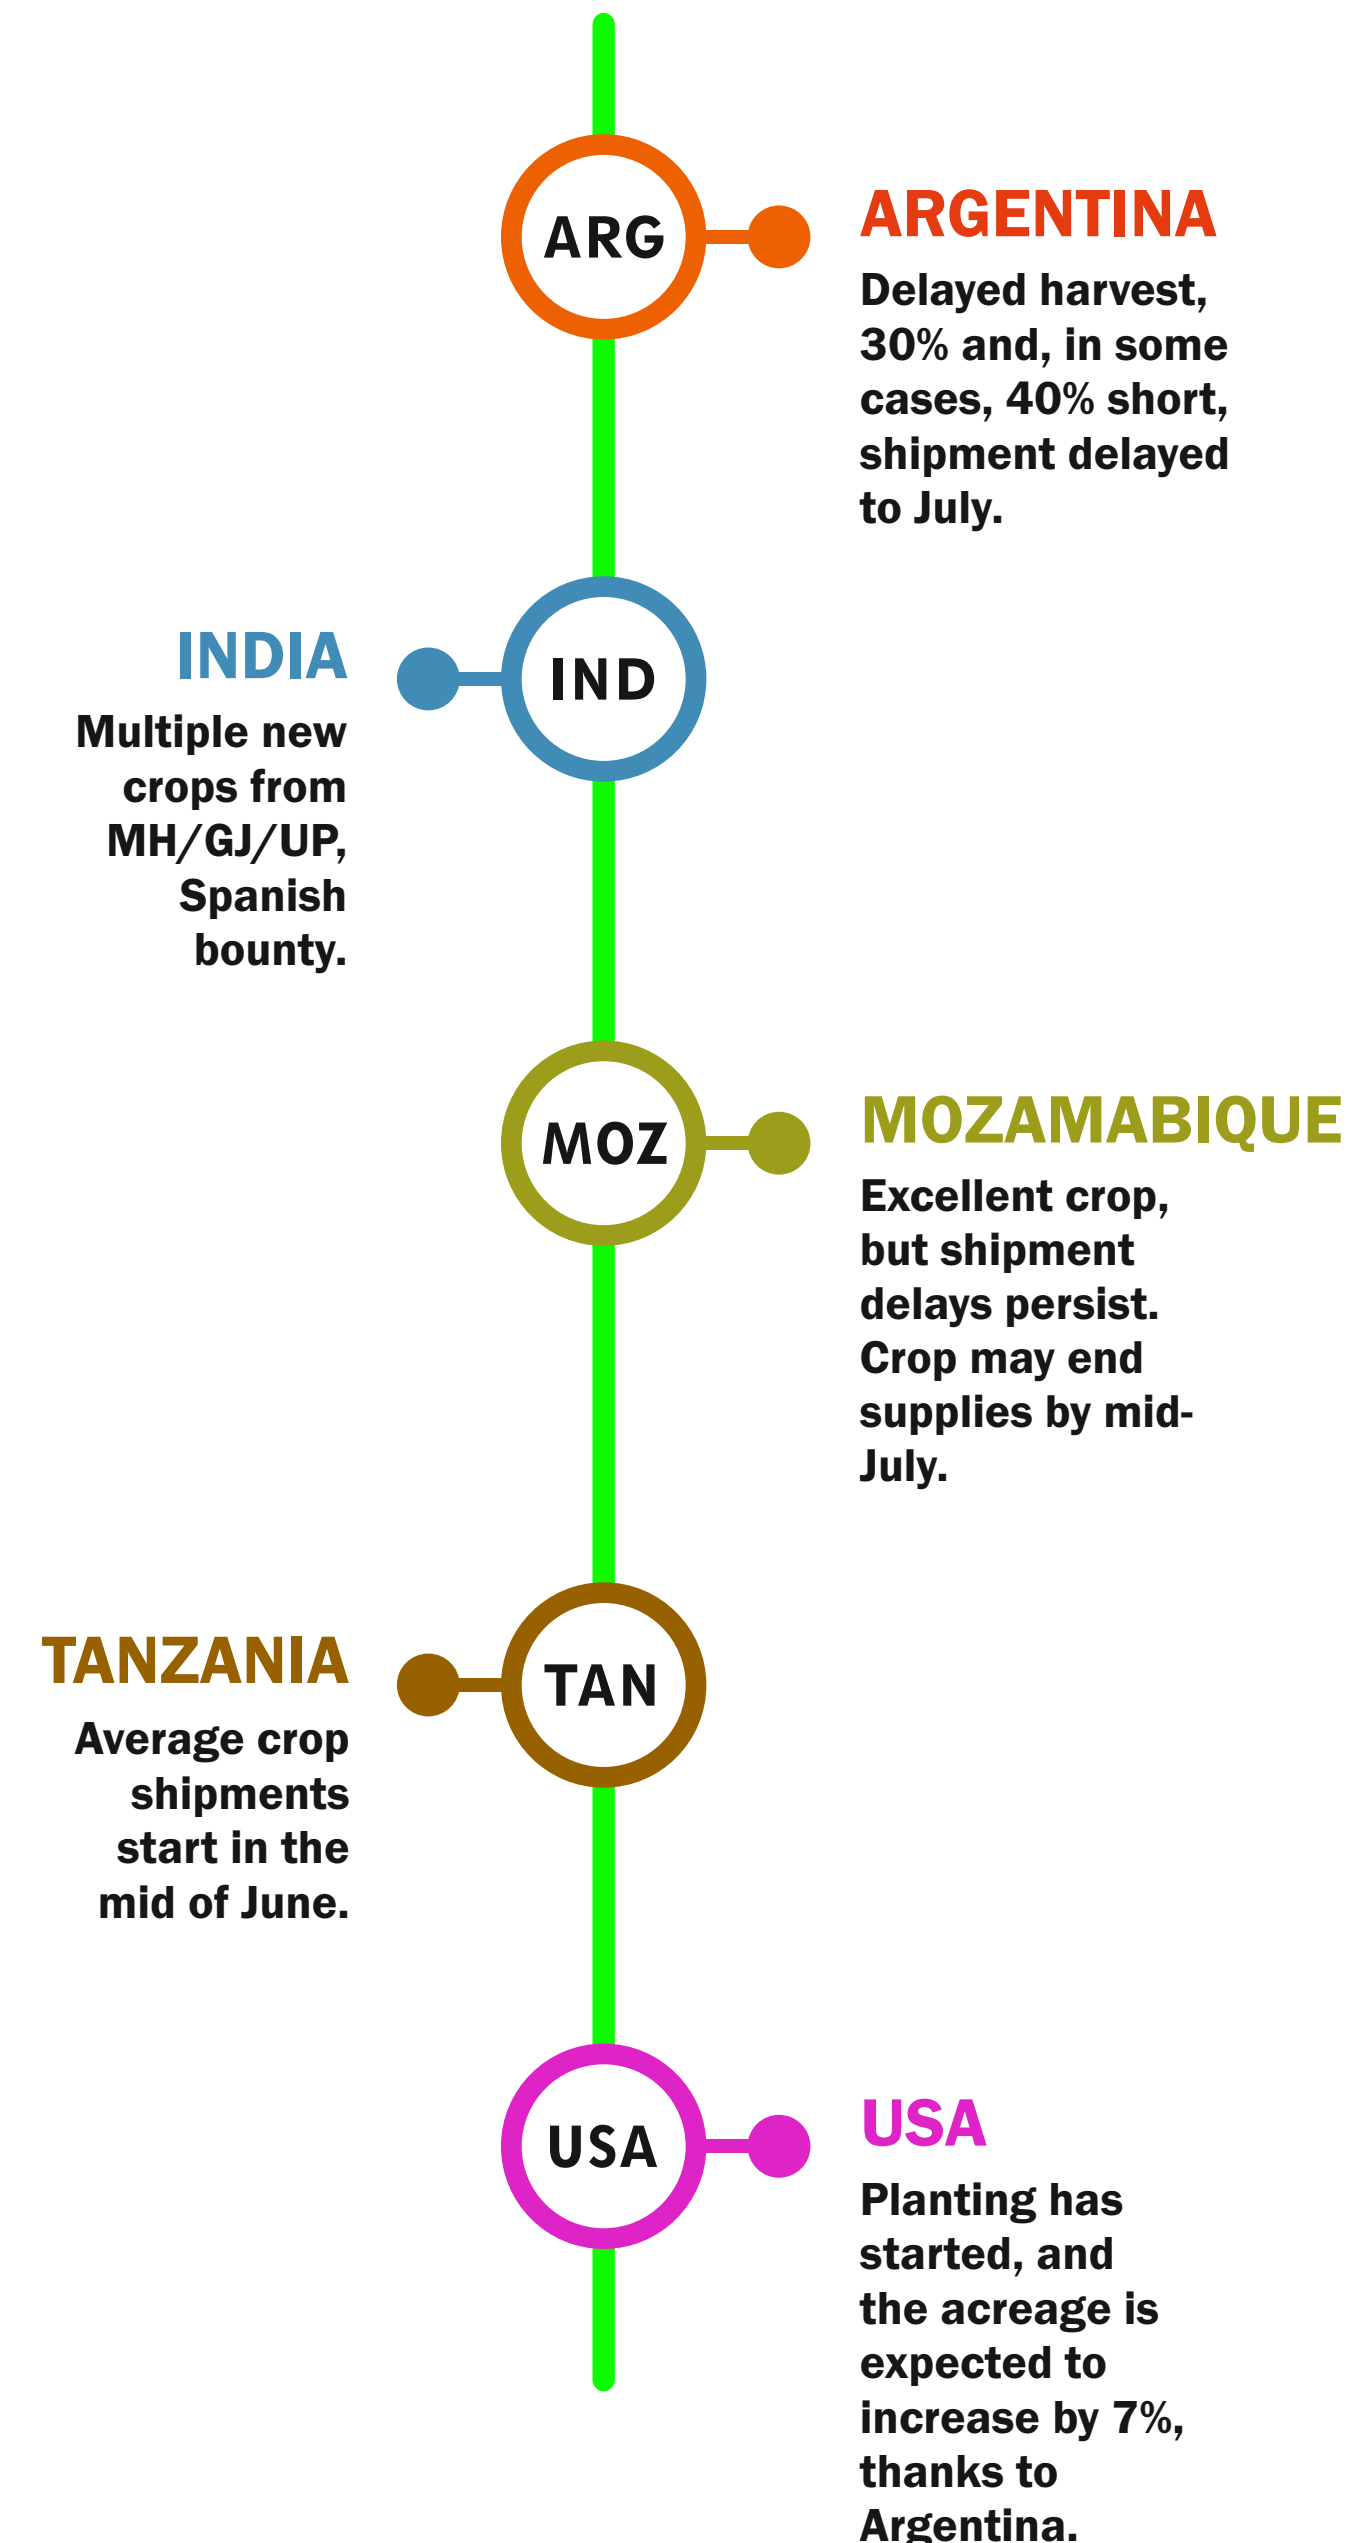 ARG
ARGENTINA
Delayed harvest,
30% and, in some
cases, 40% short,
shipment delayed
to July.
IND
INDIA
Multiple new
crops from
MH/GJ/UP,
Spanish
bounty.
MOZ
MOZAMABIQUE
Excellent crop,
but shipment
delays persist.
Crop may end
supplies by mid-
July.
TAN
TANZANIA
Average crop
shipments
start in the
mid of June.
USA
USA
Planting has
started, and
the acreage is
expected to
increase by 7%,
thanks to
Argentina.